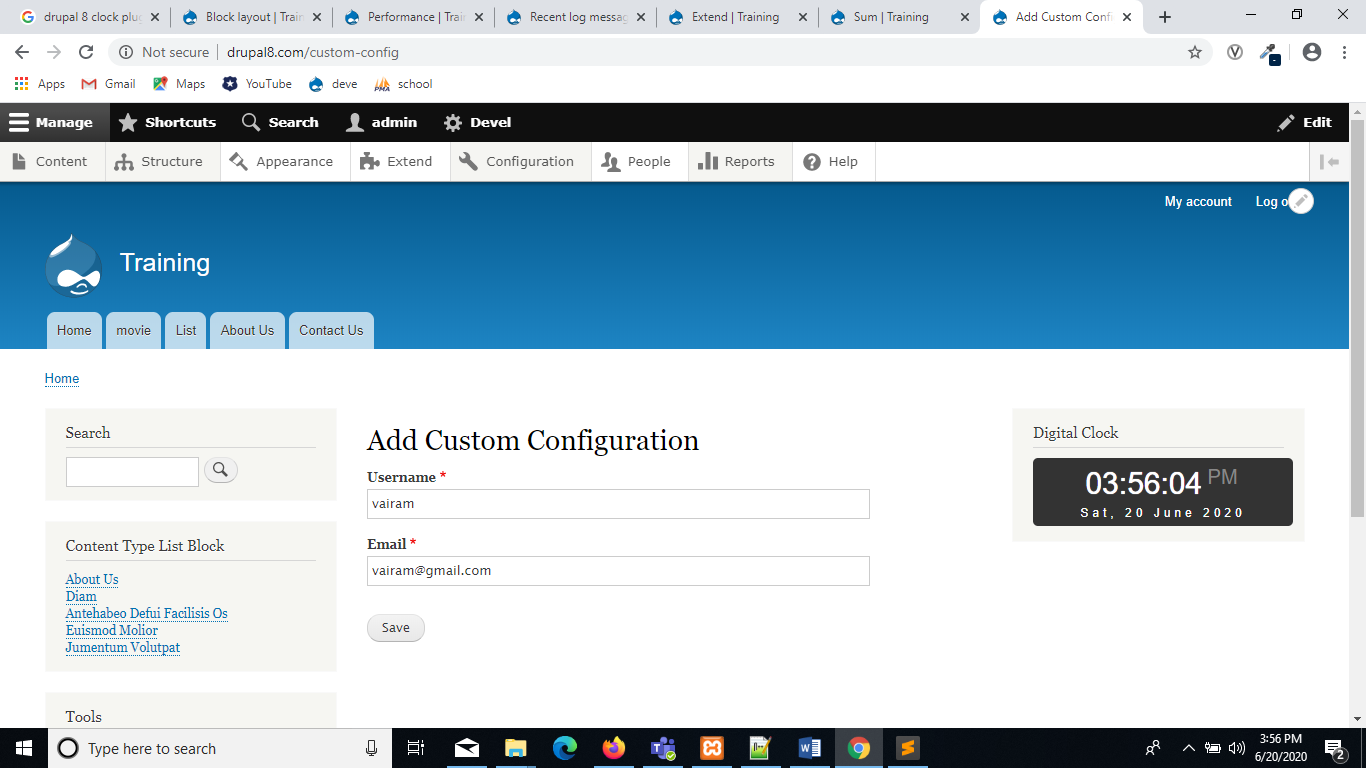 drupal 8 clock plug
Block layout | Train
Performance | Train
Recent log messag
Extend | Training
Sum | Training
Add Custom Confi
Not secure drupal8.com/custom-config
Apps Gmail Maps YouTube deve school
Manage Shortcuts Search admin Devel Edit
Content Structure Appearance Extend Configuration People Reports Help
My account Log o
Training
Home movie List About Us Contact Us
Home
Search
Content Type List Block
About Us
Diam
Antehabeo Defui Facilisis Os
Euismod Molior
Jumentum Volutpat
Tools
Add Custom Configuration
Username *
vairam
Email *
vairam@gmail.com
Save
Digital Clock
03:56:04 PM
Sat, 20 June 2020
Type here to search
3:56 PM
6/20/2020
2